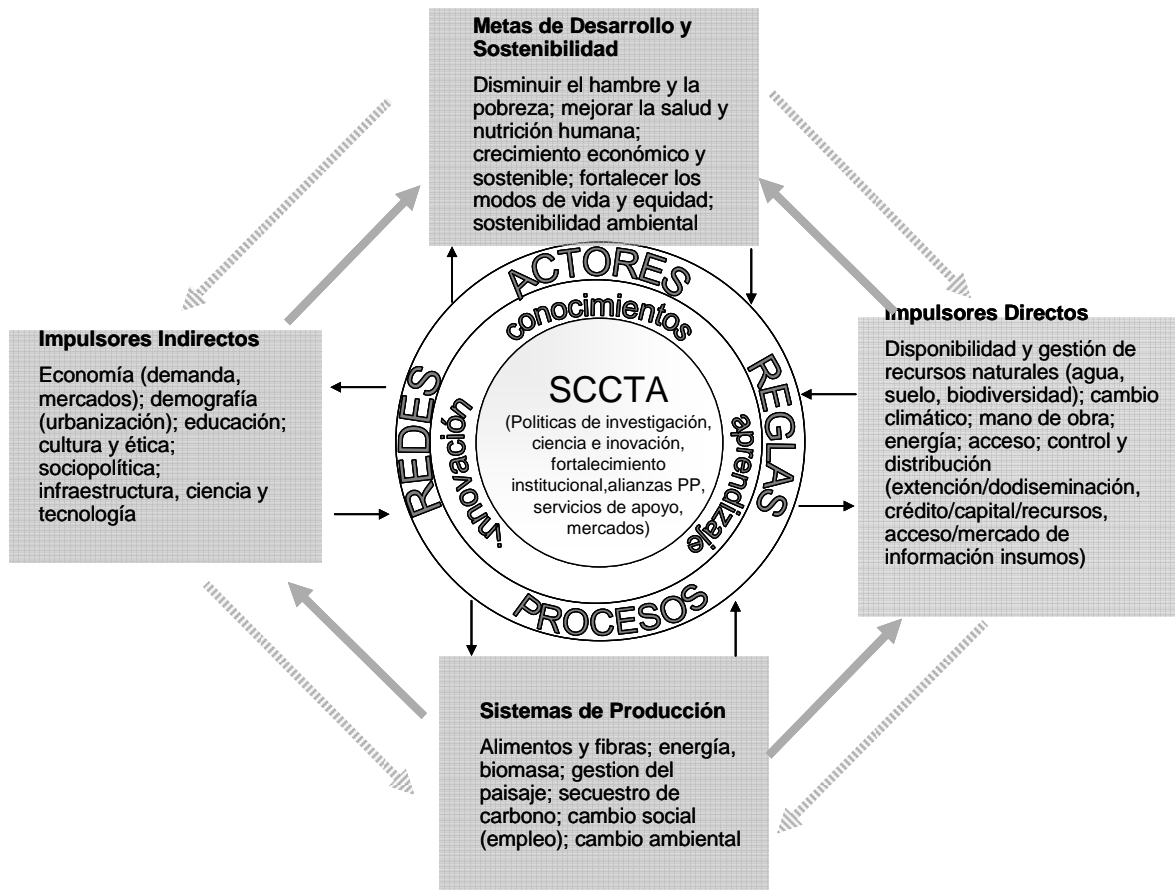 Metas de Desarrollo y
Sostenibilidad
Disminuir el hambre y la
pobreza; mejorar la salud y
nutrición humana;
crecimiento económico y
sostenible; fortalecer los
modos de vida y equidad;
sostenibilidad ambiental
Impulsores Indirectos
Economía (demanda,
mercados); demografía
(urbanización); educación;
cultura y ética;
sociopolítica;
infraestructura, ciencia y
tecnología
ACTORES
conocimientos
REDES
innovación
SCCTA
(Politicas de investigación,
ciencia e inovación,
fortalecimiento
institucional,alianzas PP,
servicios de apoyo,
mercados)
aprendizaje
REGLAS
PROCESOS
Impulsores Directos
Disponibilidad y gestión de
recursos naturales (agua,
suelo, biodiversidad); cambio
climático; mano de obra;
energía; acceso; control y
distribución
(extención/dodiseminación,
crédito/capital/recursos,
acceso/mercado de
información insumos)
Sistemas de Producción
Alimentos y fibras; energía,
biomasa; gestion del
paisaje; secuestro de
carbono; cambio social
(empleo); cambio ambiental